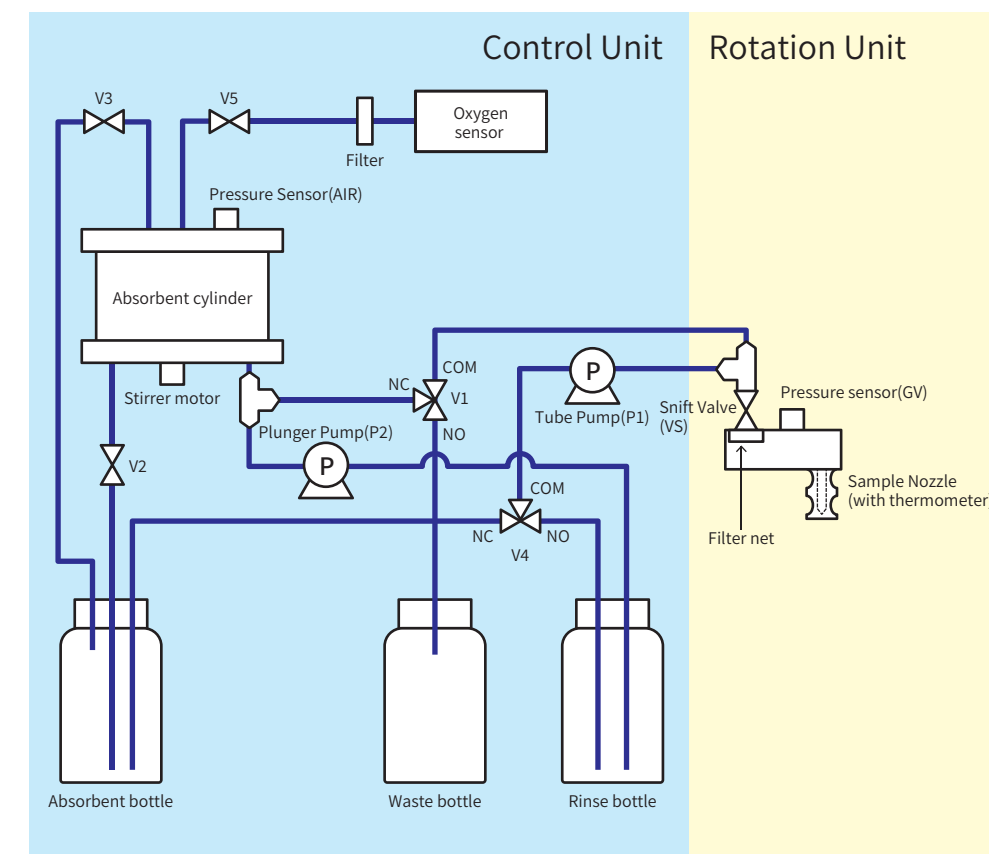 Control Unit
Rotation Unit
V3
V5
Oxygen
sensor
Filter
Pressure Sensor(AIR)
Absorbent cylinder
COM
NC
V1
Stirrer motor
P
Tube Pump(P1)
Snift Valve
(VS)
Pressure sensor(GV)
Plunger Pump(P2)
NO
V2
P
Sample Nozzle
(with thermometer
COM
NC
NO
V4
Filter net
Absorbent bottle
Waste bottle
Rinse bottle